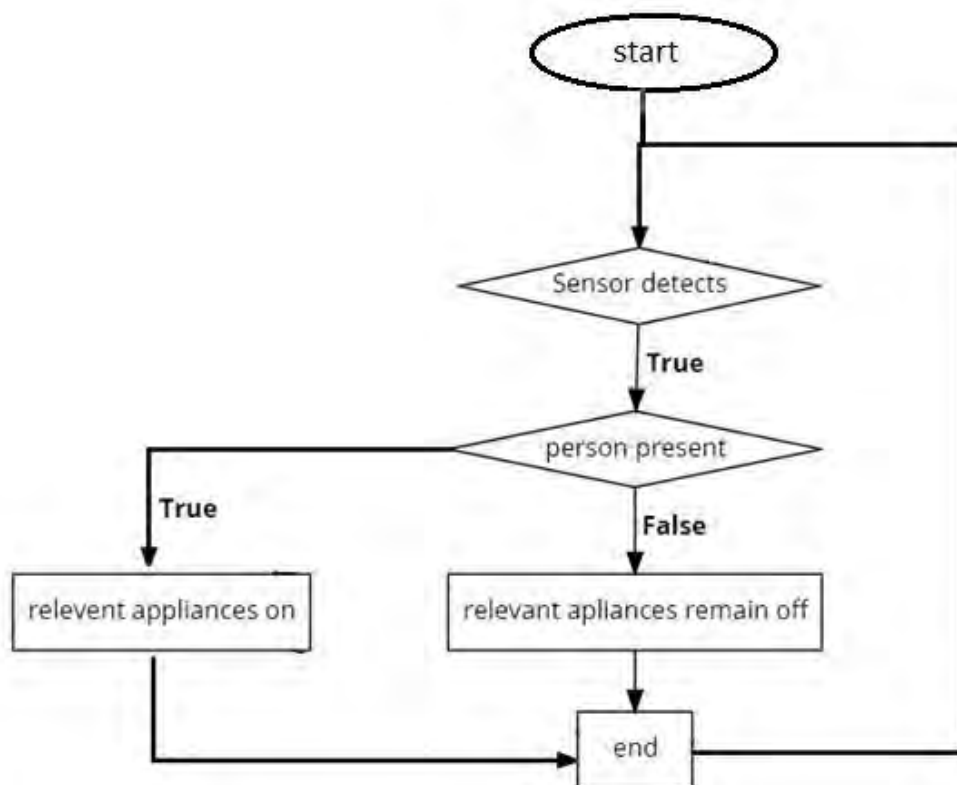 start
Sensor detects
True
person present
True
False
relevent appliances on
relevant apliances remain off
end